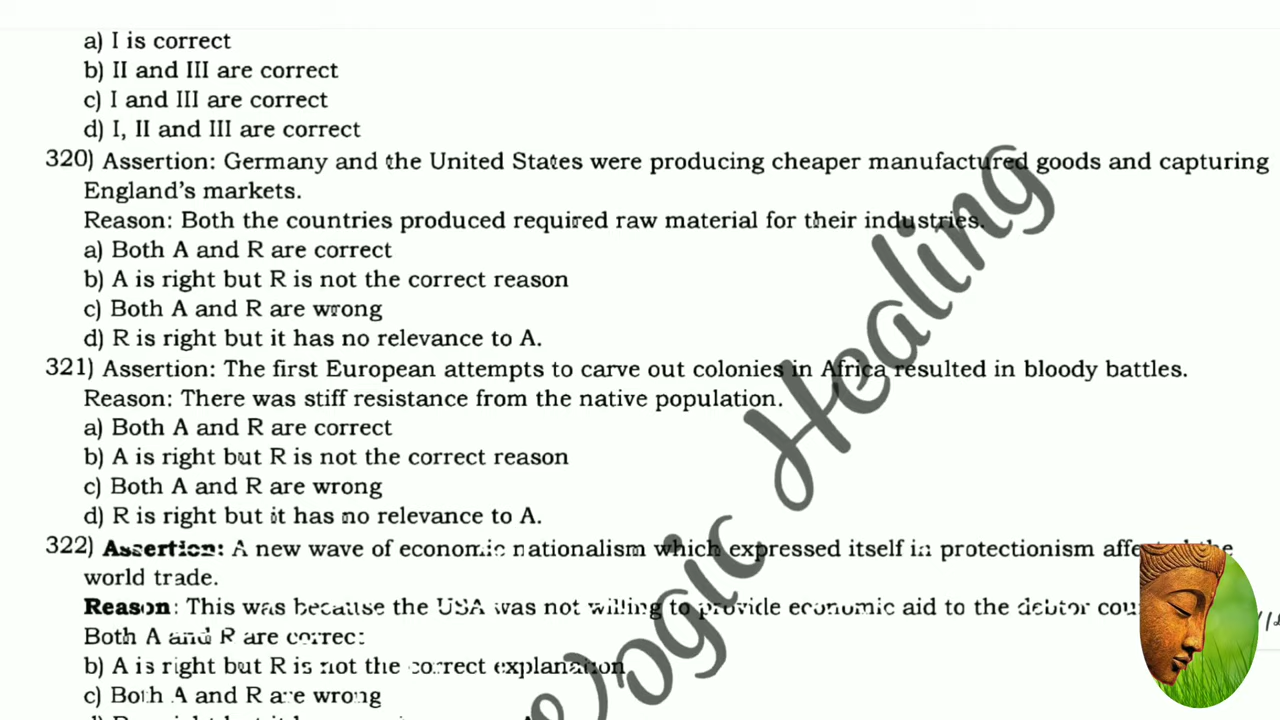 a) I is correct
b) II and III are correct
c) I and III are correct
d) I, II and III are correct
320) Assertion: Germany and the United States were producing cheaper manufactured goods and capturing
England's markets.
Reason: Both the countries produced required raw material for their industries.
a) Both A and R are correct
b) A is right but R is not the correct reason
c) Both A and R are wrong
d) R is right but it has no relevance to A.
321) Assertion: The first European attempts to carve out colonies in Africa resulted in bloody battles.
Reason: There was stiff resistance from the native population.
a) Both A and R are correct
b) A is right but R is not the correct reason
c) Both A and R are wrong
d) R is right but it has no relevance to A.
322) Assertion: A new wave of economic nationalism which expressed itself in protectionism the
world trade.
Reason: This was because the USA was not willing to provide economic aid to the debtor
Both A and R are correc
b) A is right but R is not the correct explanation
c) Both A and R are wrong
Healing